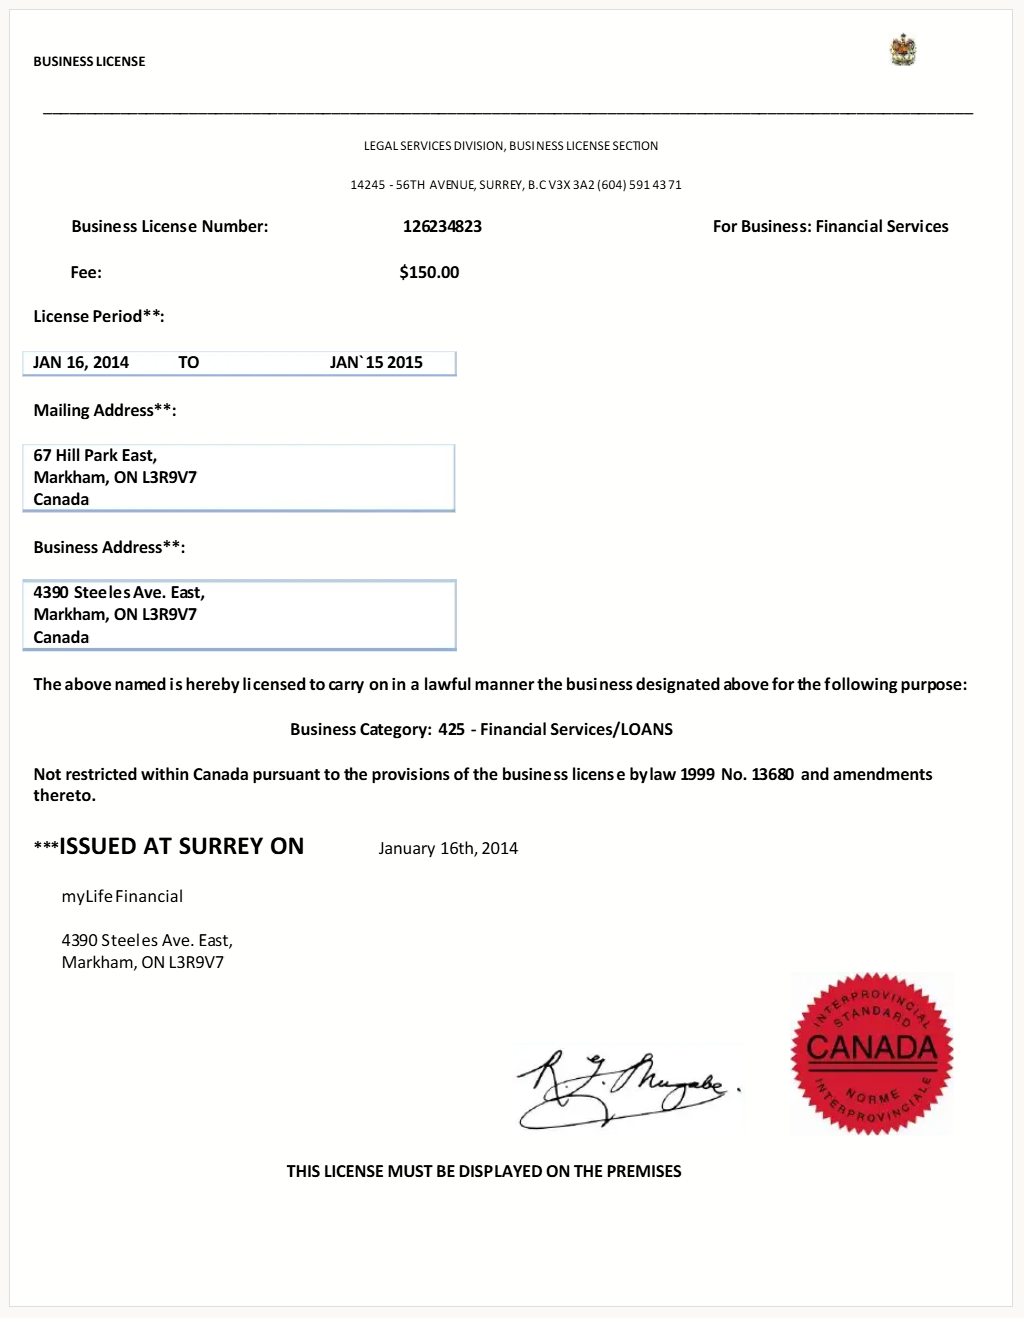 BUSINESS LICENSE
LEGAL SERVICES DIVISION, BUSINESS LICENSE SECTION
14245 - 56TH AVENUE, SURREY, B.C V3X 3A2 (604) 591 43 71
Business License Number: 126234823 For Business: Financial Services
Fee: $150.00
License Period**:
JAN 16, 2014 TO JAN`15 2015
Mailing Address**:
67 Hill Park East,
Markham, ON L3R9V7
Canada
Business Address**:
4390 Steeles Ave. East,
Markham, ON L3R9V7
Canada
The above named is hereby licensed to carry on in a lawful manner the business designated above for the following purpose:
Business Category: 425 - Financial Services/LOANS
Not restricted within Canada pursuant to the provisions of the business license bylaw 1999 No. 13680 and amendments
thereto.
***ISSUED AT SURREY ON January 16th, 2014
myLife Financial
4390 Steeles Ave. East,
Markham, ON L3R9V7
INTERPROVINCIAL
STANDARD
CANADA
NORME
INTERPROVINCIALE
R. G. Mugabe.
THIS LICENSE MUST BE DISPLAYED ON THE PREMISES